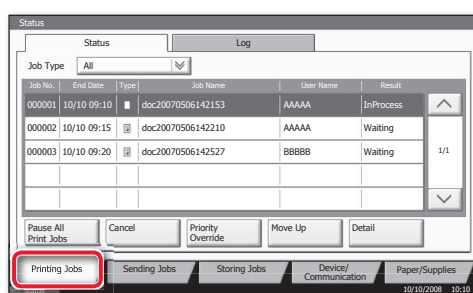 Status
Status Log
Job Type All
Job No. End Date Type Job Name User Name Result
000001 10/10 09:10 doc20070506142153 AAAAA InProcess
000002 10/10 09:15 doc20070506142210 AAAAA Waiting
000003 10/10 09:20 doc20070506142527 BBBBB Waiting
1/1
Pause All
Print Jobs
Cancel
Priority
Override
Move Up
Detail
Printing Jobs Sending Jobs Storing Jobs Device/
Communication
Paper/Supplies
Status 10/10/2008 10:10